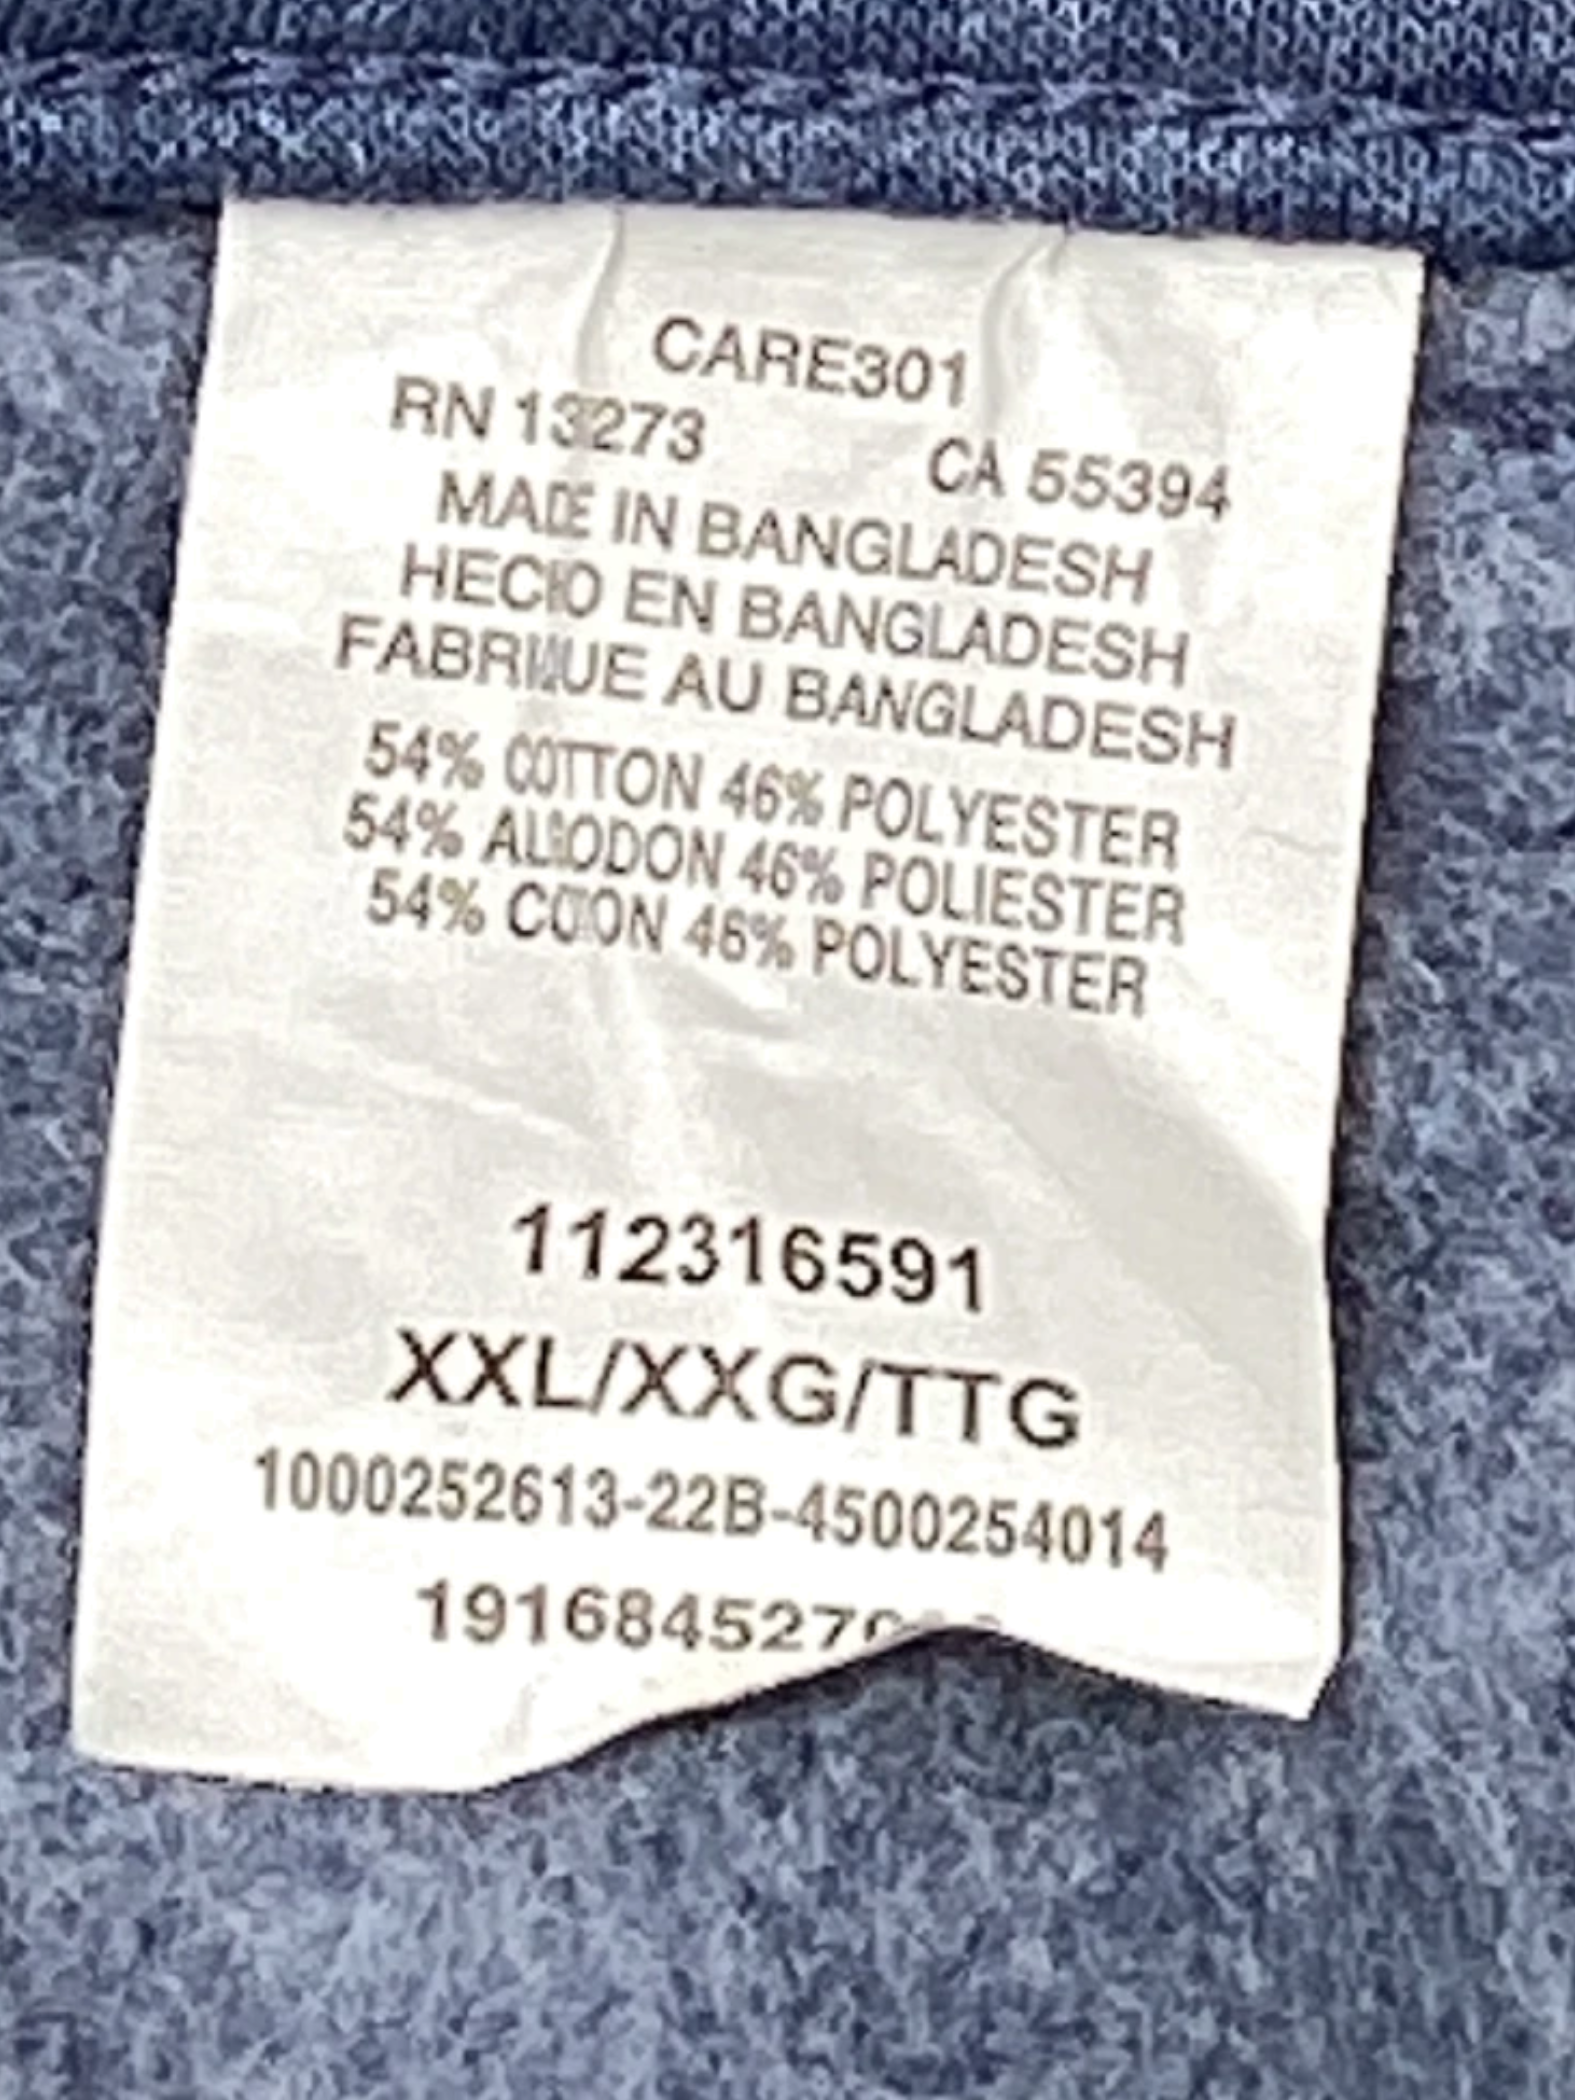 CARE301
RN 13273 CA 55394
MADE IN BANGLADESH
HECHO EN BANGLADESH
FABRIQUE AU BANGLADESH
54% COTTON 46% POLYESTER
54% ALGODON 46% POLIESTER
54% COTON 46% POLYESTER
112316591
XXL/XXG/TTG
1000252613-22B-4500254014